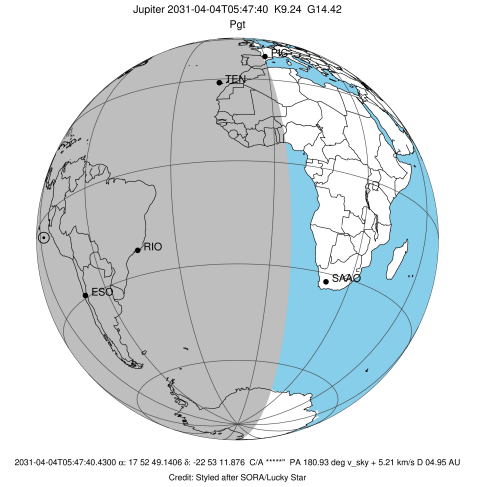 Jupiter 2031-04-04T05:47:40 K9.24 G14.42
Pgt
PIC
TEN
RIO
SAAO
ESO
2031-04-04T05:47:40.4300 α: 17 52 49.1406 δ: -22 53 11.876 C/A *****" PA 180.93 deg v_sky + 5.21 km/s D 04.95 AU
Credit: Styled after SORA/Lucky Star